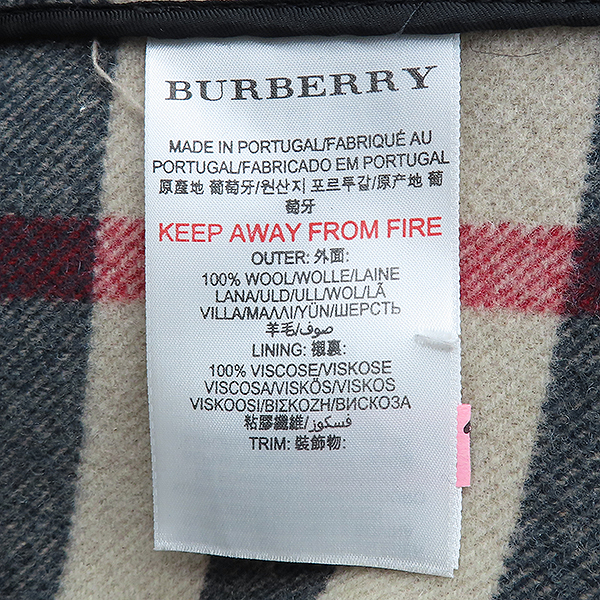 BURBERRY
MADE IN PORTUGAL/FABRIQUÉ AU
PORTUGAL/FABRICADO EM PORTUGAL
原產地 葡萄牙/원산지 포르투갈/原产地 葡
萄牙
KEEP AWAY FROM FIRE
OUTER: 外面:
100% WOOL/WOLLE/LAINE
LANA/ULD/ULL/WOL/LÃ
VILLA/ΜΑΛΛΙ/YÜN/ШЕРСТЬ
羊毛/صوف
LINING: 裰裏:
100% VISCOSE/VISKOSE
VISCOSA/VISKÓS/VISKOS
VISKOOSI/ΒΙΣΚΟΖΗ/ВИСКОЗА
粘膠纖維/فسكوز
TRIM: 裝飾物: